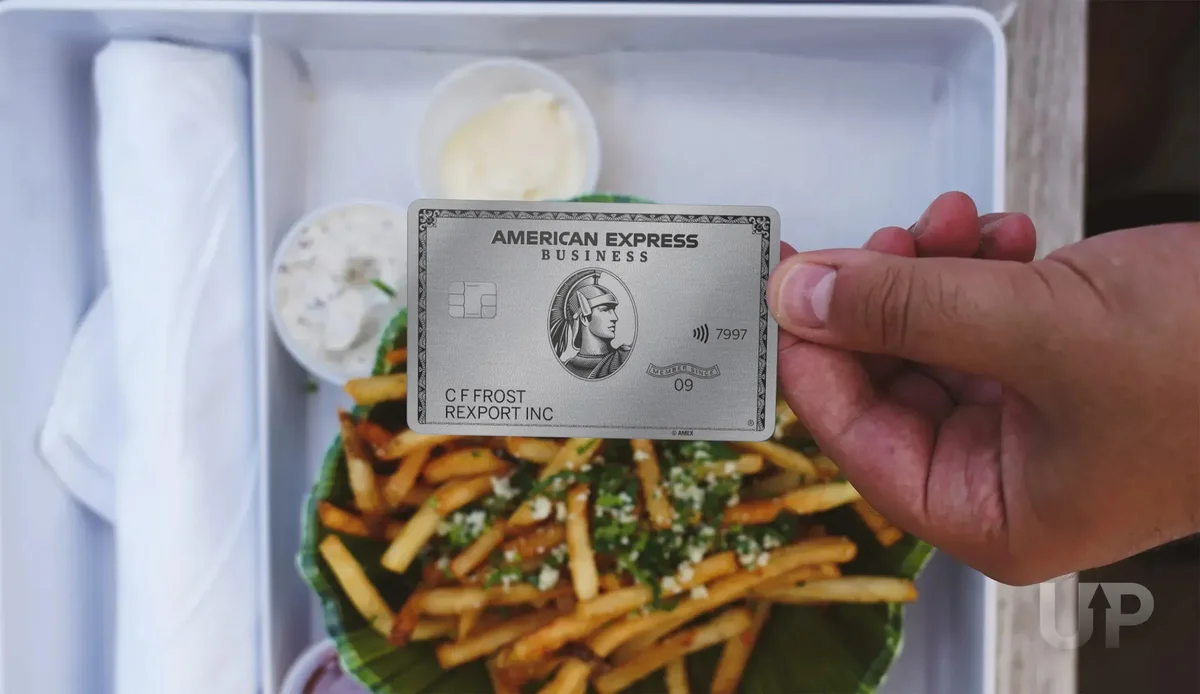 AMERICAN EXPRESS
BUSINESS
7997
MEMBER SINCE
09
C F FROST
REXPORT INC
®
© AMEX
UP